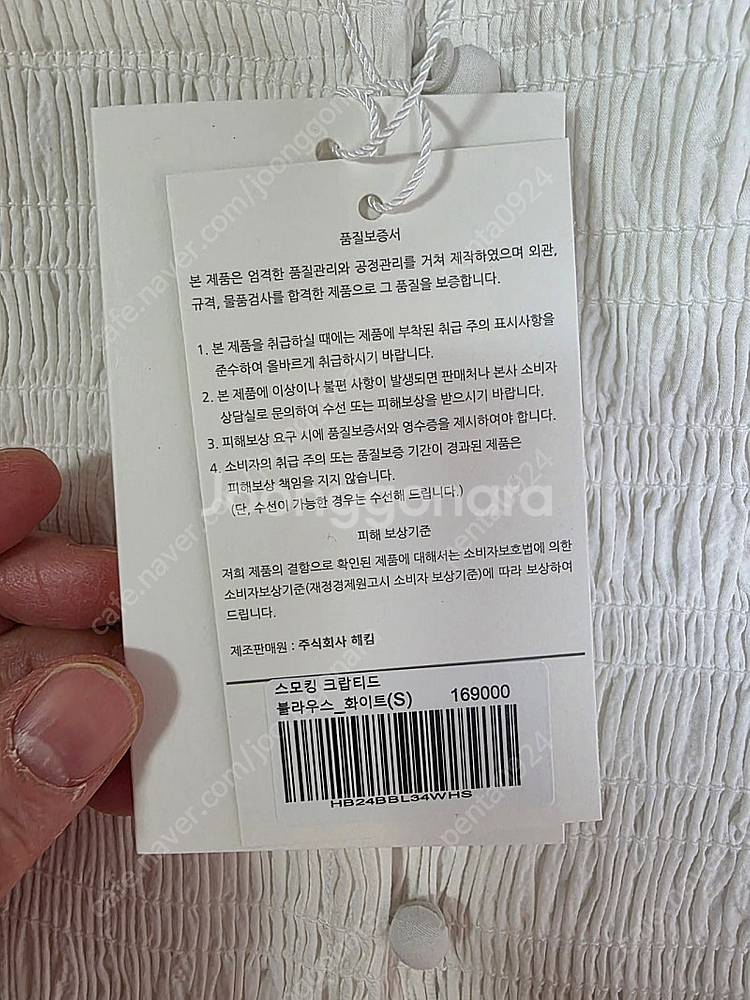 품질보증서
본 제품은 엄격한 품질관리와 공정관리를 거쳐 제작하였으며 외관,
규격, 물품검사를 합격한 제품으로 그 품질을 보증합니다.
1. 본 제품을 취급하실 때에는 제품에 부착된 취급 주의 표시사항을
준수하여 올바르게 취급하시기 바랍니다.
2. 본 제품에 이상이나 불편 사항이 발생되면 판매처나 본사 소비자
상담실로 문의하여 수선 또는 피해보상을 받으시기 바랍니다.
3. 피해보상 요구 시에 품질보증서와 영수증을 제시하여야 합니다.
4. 소비자의 취급 주의 또는 품질보증 기간이 경과된 제품은
피해보상 책임을 지지 않습니다.
(단, 수선이 가능한 경우는 수선해 드립니다.)
Joonggonara
피해 보상기준
저희 제품의 결함으로 확인된 제품에 대해서는 소비자보호법에 의한
소비자보상기준(재정경제원고시 소비자 보상기준)에 따라 보상하여
드립니다.
제조판매원 : 주식회사 헤킴
스모킹 크랍티드
블라우스_화이트(S) 169000
HB24BBL34WHS
cafe.naver.com/joonggonara
penta0924